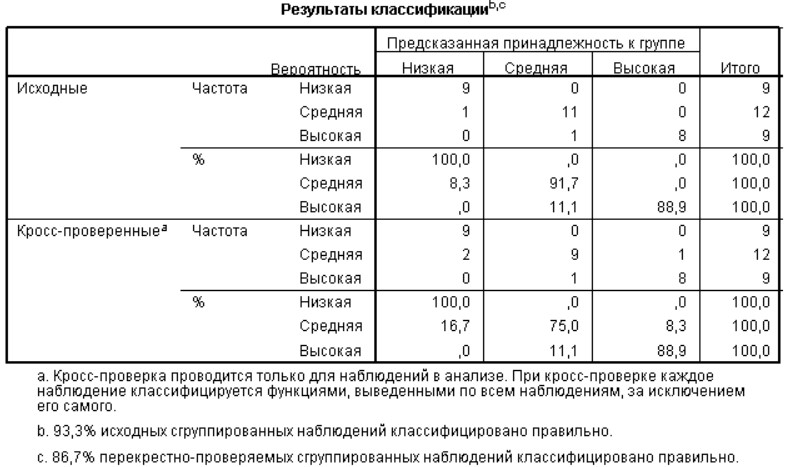 Результаты классификации^b,c
Предсказанная принадлежность к группе
Вероятность Низкая Средняя Высокая Итого
Исходные Частота Низкая 9 0 0 9
Средняя 1 11 0 12
Высокая 0 1 8 9
% Низкая 100,0 ,0 ,0 100,0
Средняя 8,3 91,7 ,0 100,0
Высокая ,0 11,1 88,9 100,0
Кросс-проверенные^a Частота Низкая 9 0 0 9
Средняя 2 9 1 12
Высокая 0 1 8 9
% Низкая 100,0 ,0 ,0 100,0
Средняя 16,7 75,0 8,3 100,0
Высокая ,0 11,1 88,9 100,0
a. Кросс-проверка проводится только для наблюдений в анализе. При кросс-проверке каждое
наблюдение классифицируется функциями, выведенными по всем наблюдениям, за исключением
его самого.
b. 93,3% исходных сгруппированных наблюдений классифицировано правильно.
c. 86,7% перекрестно-проверяемых сгруппированных наблюдений классифицировано правильно.